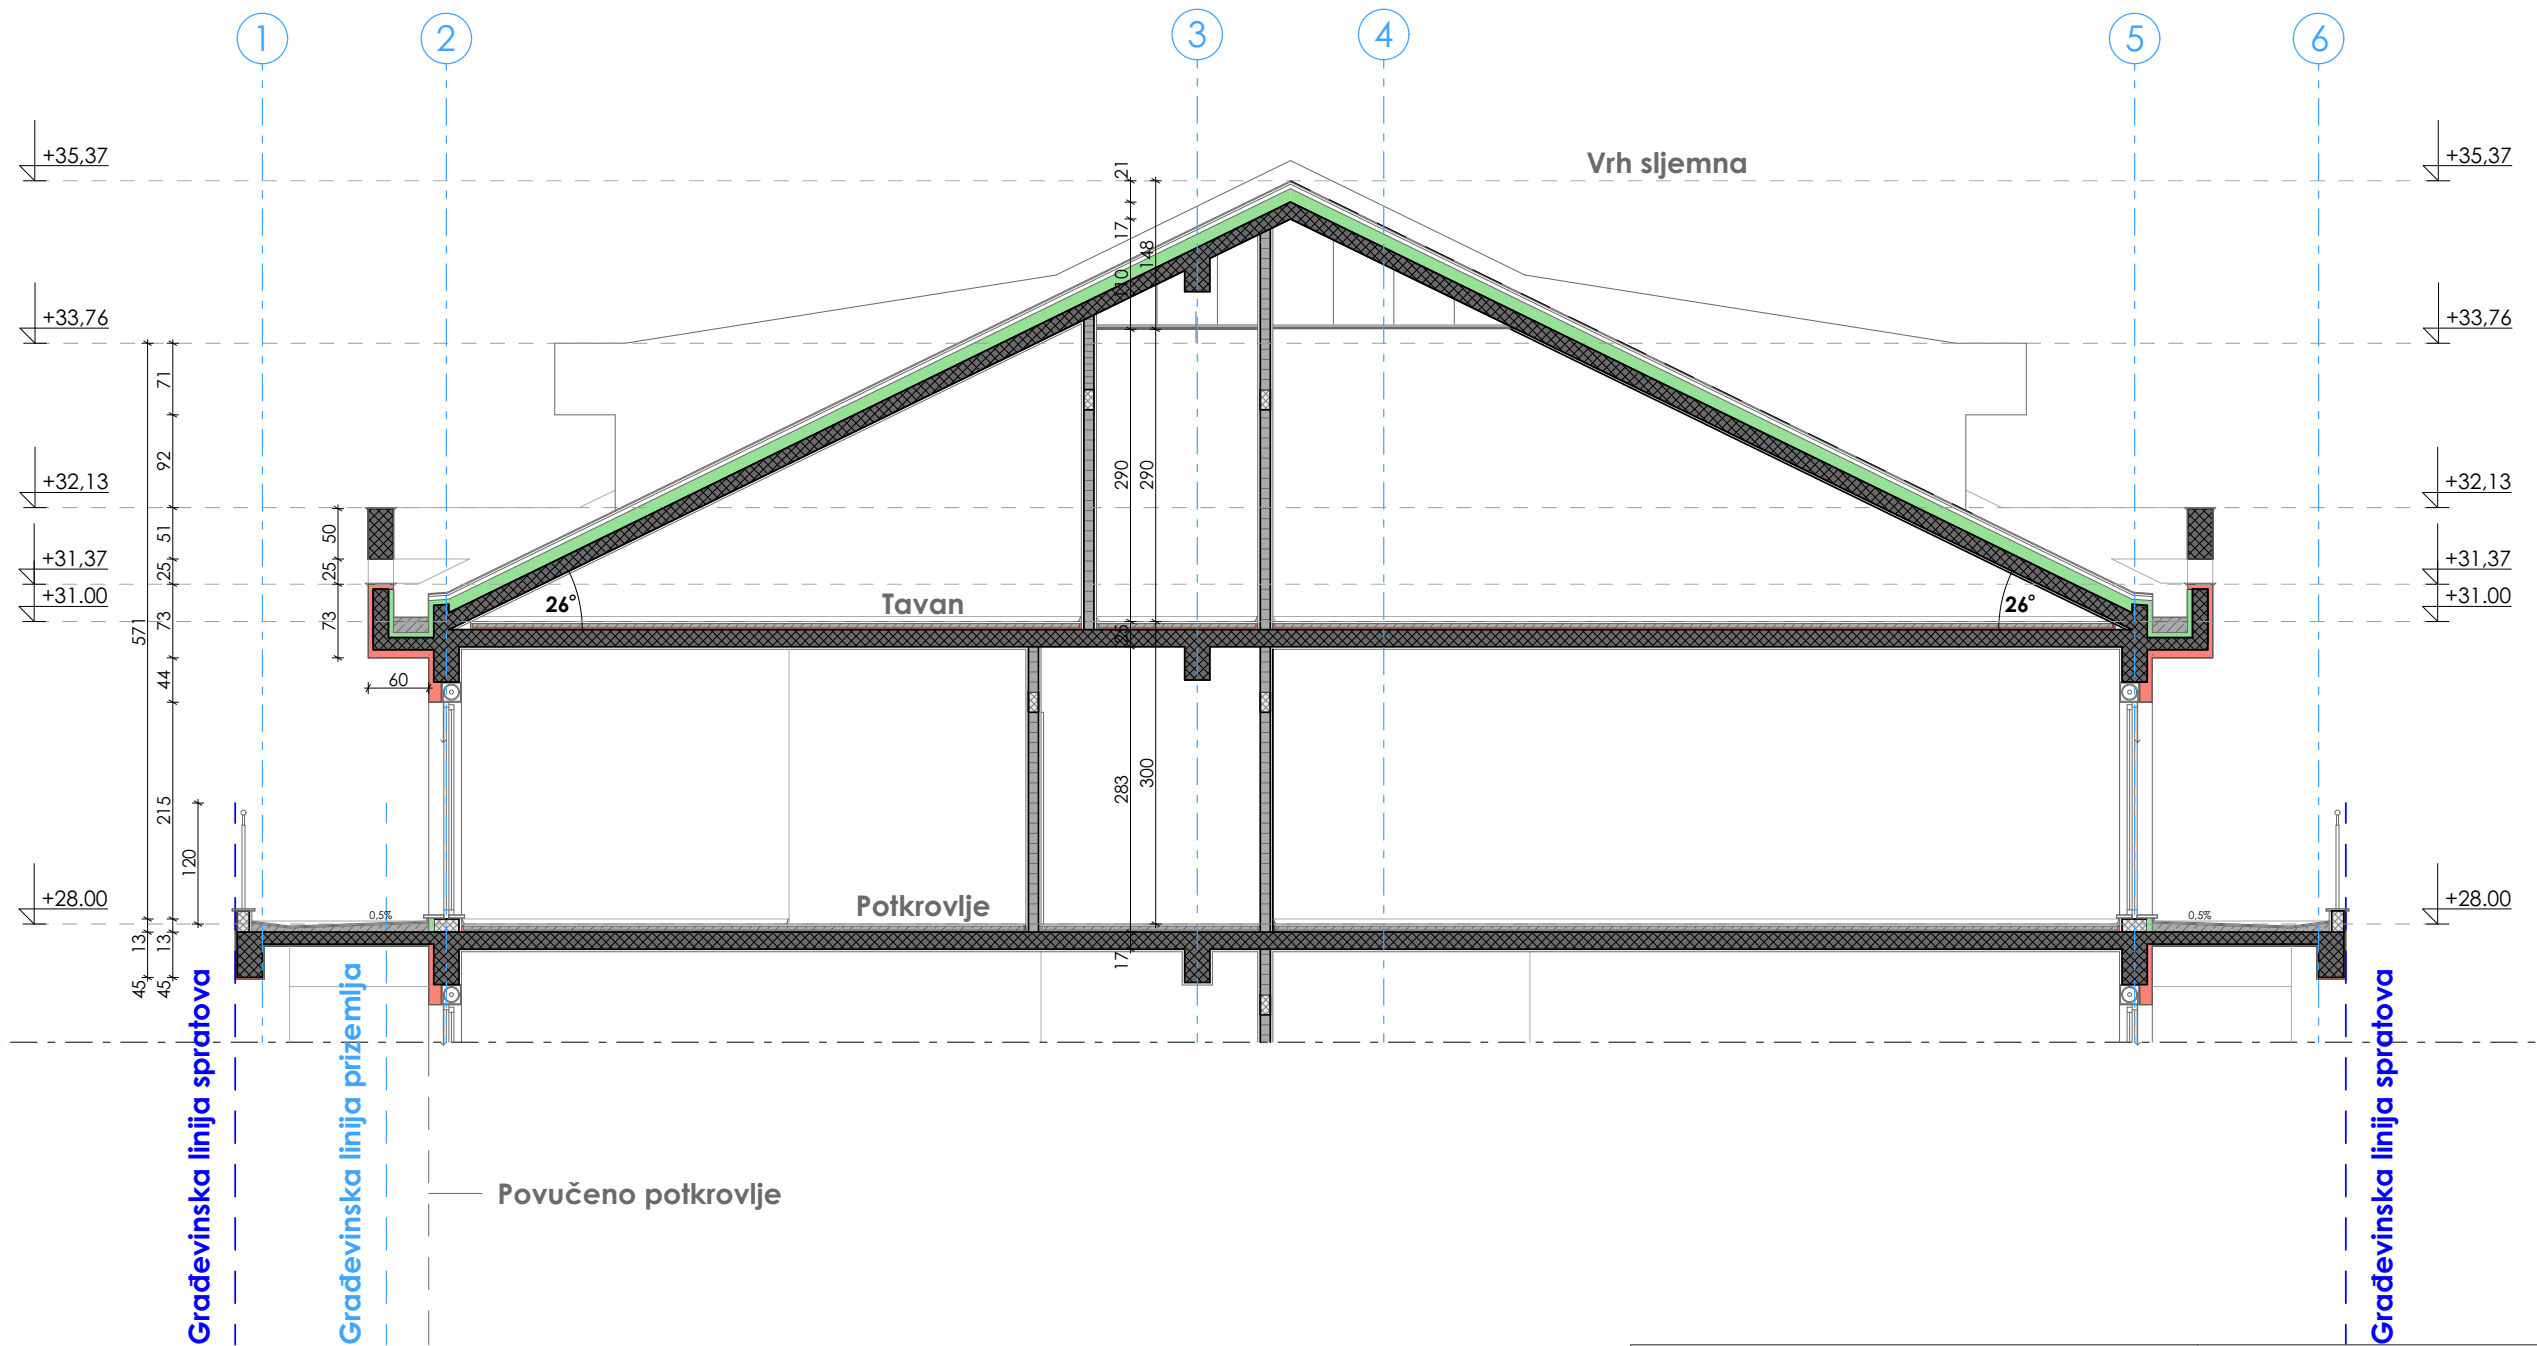 1 2 3 4 5 6
+35,37 Vrh sljemna +35,37
21
17
148
110
+33,76 +33,76
71
92
290 290
+32,13 +32,13
50
51
+31,37 +31,37
25 25
+31.00 +31.00
26° Tavan 26°
571 73 73
25
60
44
283 300
215
120
+28.00 Potkrovlje +28.00
0,5% 0,5%
13 13
17
45 45
Građevinska linija spratova
Građevinska linija prizemlja
Građevinska linija spratova
Povučeno potkrovlje